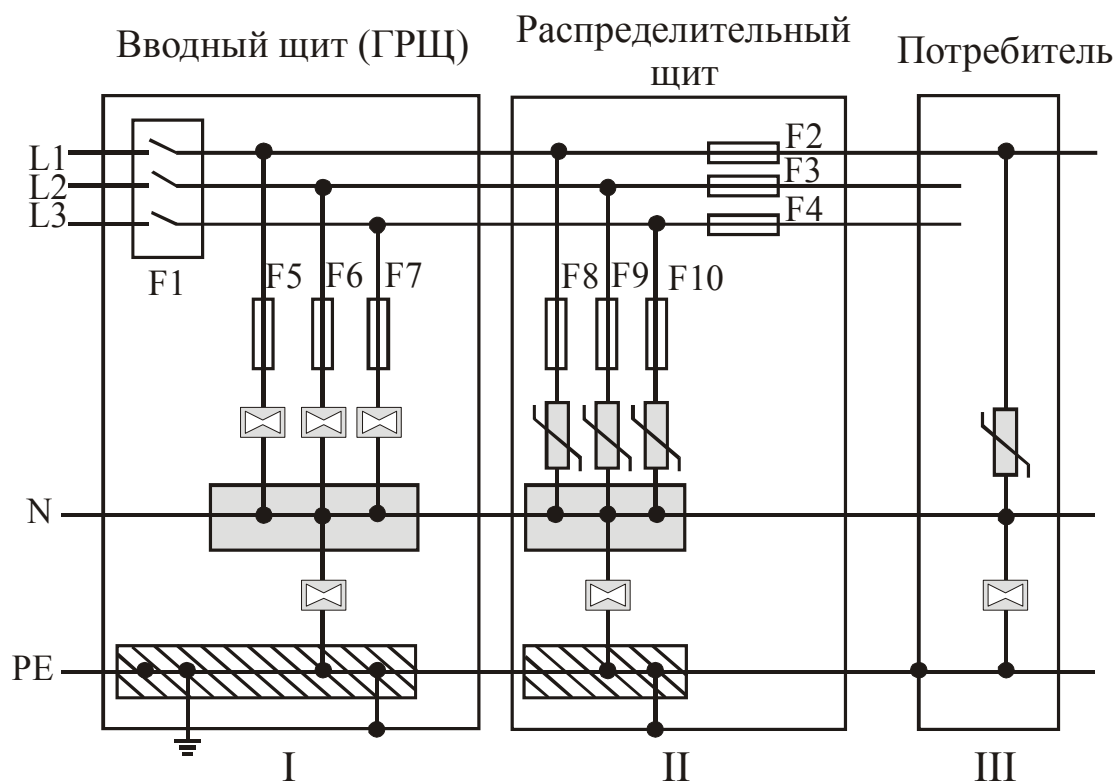 Вводный щит (ГРЩ)
Распределительный
щит
Потребитель
L1
L2
L3
F1
F2
F3
F4
F5
F6
F7
F8
F9
F10
N
PE
I
II
III